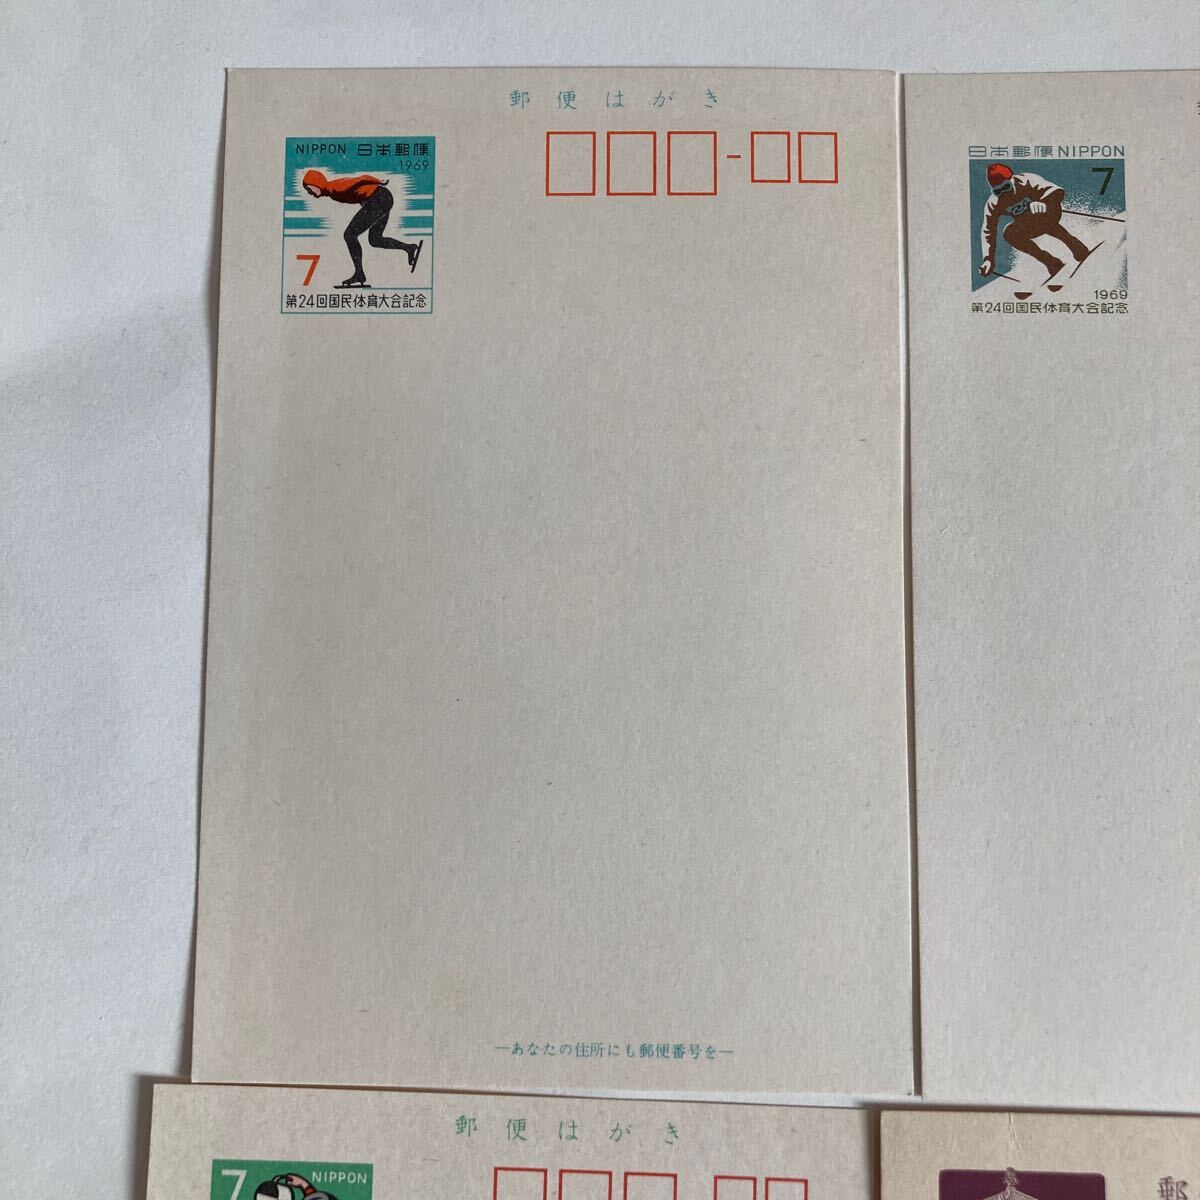 郵便はがき
NIPPON 日本郵便
1969
7
第24回国民体育大会記念
―あなたの住所にも郵便番号を―
日本郵便 NIPPON
7
1969
第24回国民体育大会記念
郵便はがき
7 NIPPON
郵